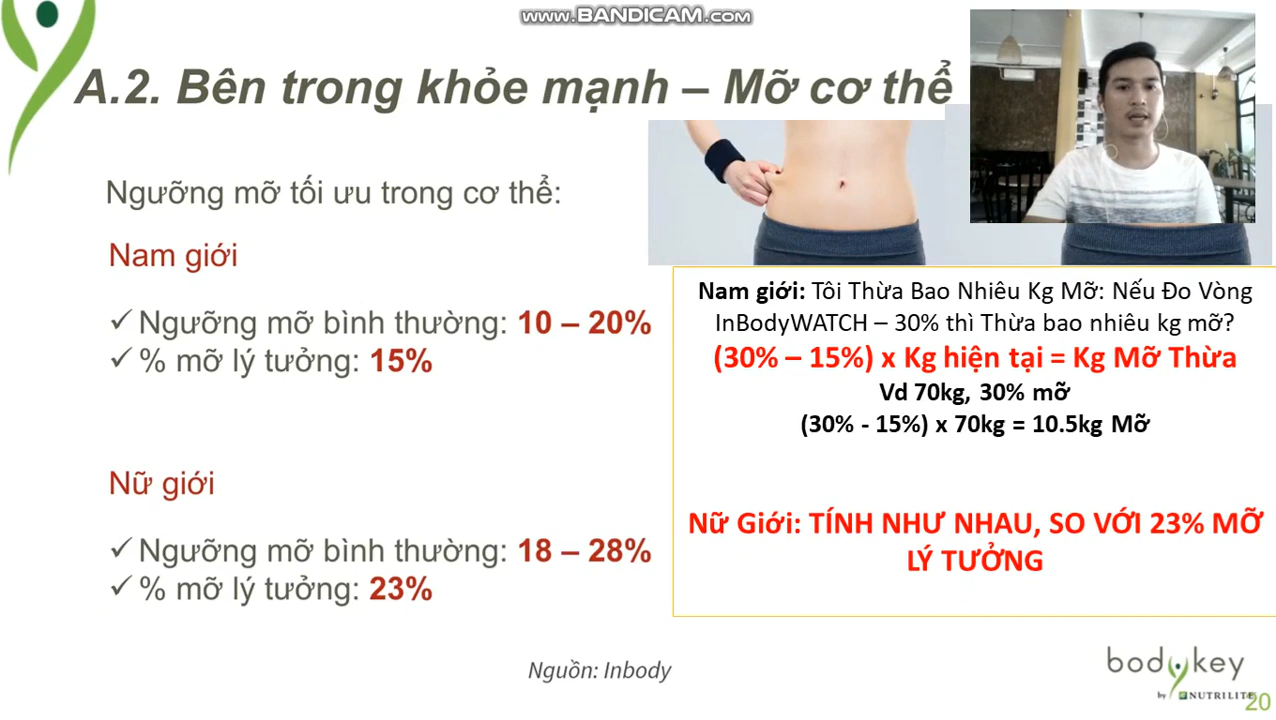 www.BANDICAM.com
A.2. Bên trong khỏe mạnh – Mỡ cơ thể
Ngưỡng mỡ tối ưu trong cơ thể:
Nam giới
✓ Ngưỡng mỡ bình thường: 10 – 20%
✓ % mỡ lý tưởng: 15%
Nữ giới
✓ Ngưỡng mỡ bình thường: 18 – 28%
✓ % mỡ lý tưởng: 23%
Nam giới: Tôi Thừa Bao Nhiêu Kg Mỡ: Nếu Đo Vòng
InBodyWATCH – 30% thì Thừa bao nhiêu kg mỡ?
(30% – 15%) x Kg hiện tại = Kg Mỡ Thừa
Vd 70kg, 30% mỡ
(30% - 15%) x 70kg = 10.5kg Mỡ
Nữ Giới: TÍNH NHƯ NHAU, SO VỚI 23% MỠ
LÝ TƯỞNG
Nguồn: Inbody
bodykey
by NUTRILITE
20